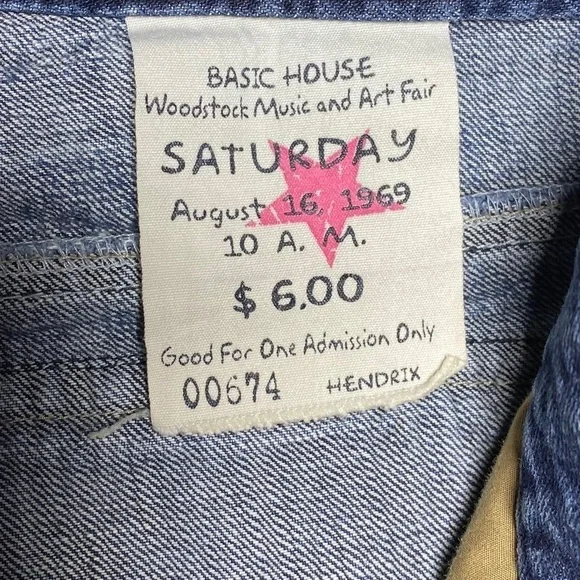 BASIC HOUSE
Woodstock Music and Art Fair
SATURDAY
August 16, 1969
10 A. M.
$ 6.00
Good For One Admission Only
00674 HENDRIX